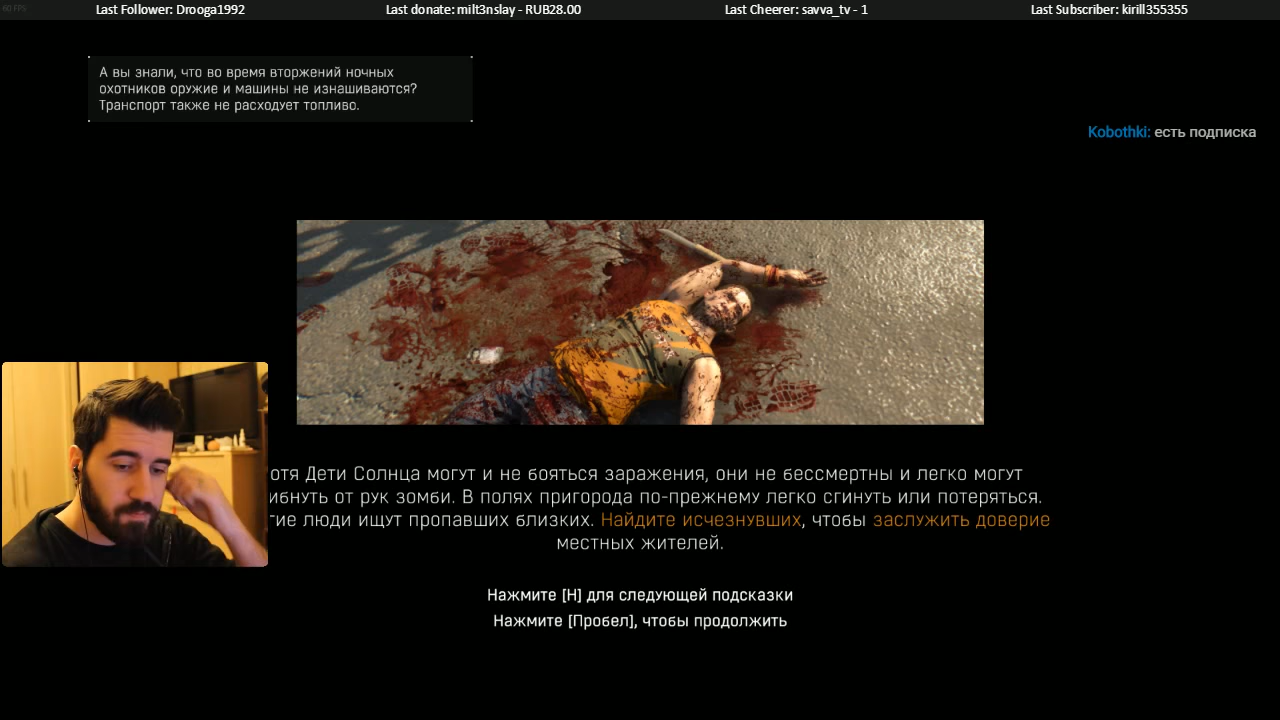 60 FPS
Last Follower: Drooga1992
Last donate: milt3nslay - RUB28.00
Last Cheerer: savva_tv - 1
Last Subscriber: kirill355355
А вы знали, что во время вторжений ночных
охотников оружие и машины не изнашиваются?
Транспорт также не расходует топливо.
Kobothki: есть подписка
отя Дети Солнца могут и не бояться заражения, они не бессмертны и легко могут
ибнуть от рук зомби. В полях пригорода по-прежнему легко сгинуть или потеряться.
гие люди ищут пропавших близких. Найдите исчезнувших, чтобы заслужить доверие
местных жителей.
Нажмите [H] для следующей подсказки
Нажмите [Пробел], чтобы продолжить